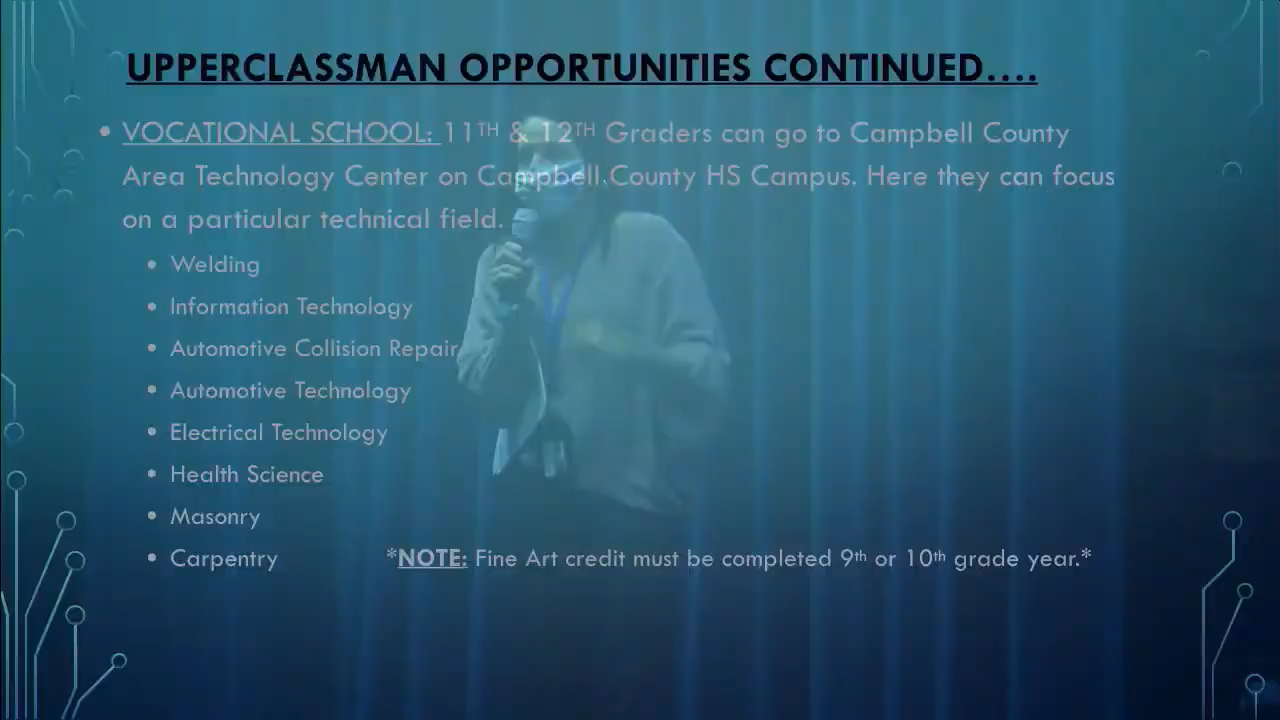 UPPERCLASSMAN OPPORTUNITIES CONTINUED....
• VOCATIONAL SCHOOL: 11TH & 12TH Graders can go to Campbell County
Area Technology Center on Campbell County HS Campus. Here they can focus
on a particular technical field.
• Welding
• Information Technology
• Automotive Collision Repair
• Automotive Technology
• Electrical Technology
• Health Science
• Masonry
• Carpentry
*NOTE: Fine Art credit must be completed 9th or 10th grade year.*